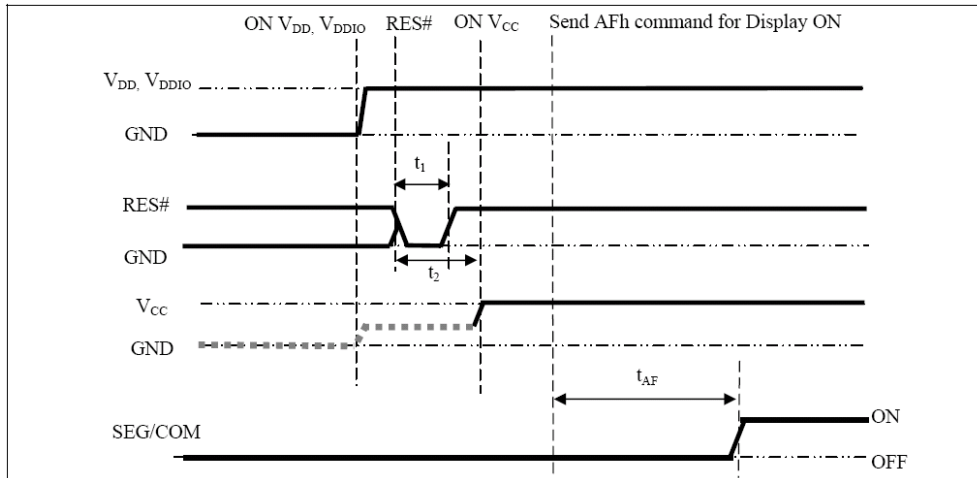 ON VDD, VDDIO RES# ON VCC Send AFh command for Display ON
VDD, VDDIO
GND
t1
RES#
GND
t2
VCC
GND
tAF
ON
SEG/COM
OFF